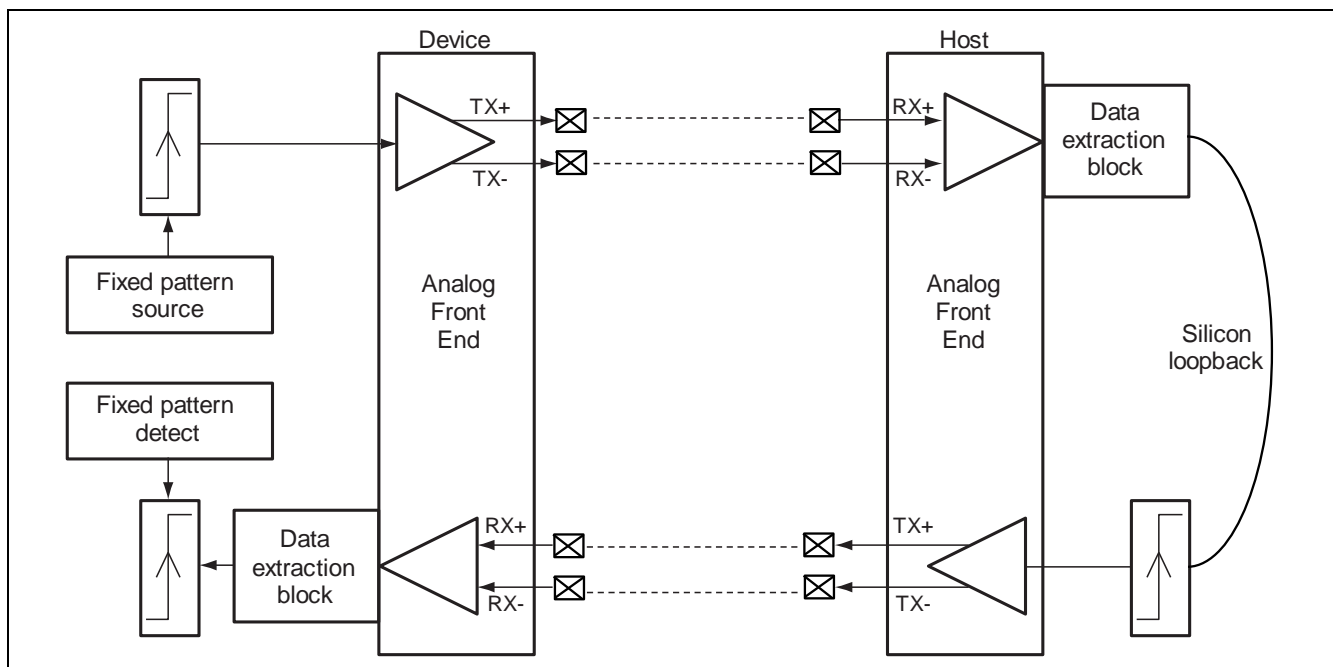 Device
Host
TX+
TX-
RX+
RX-
Data
extraction
block
Fixed pattern
source
Analog
Front
End
Analog
Front
End
Silicon
loopback
Fixed pattern
detect
Data
extraction
block
RX+
RX-
TX+
TX-